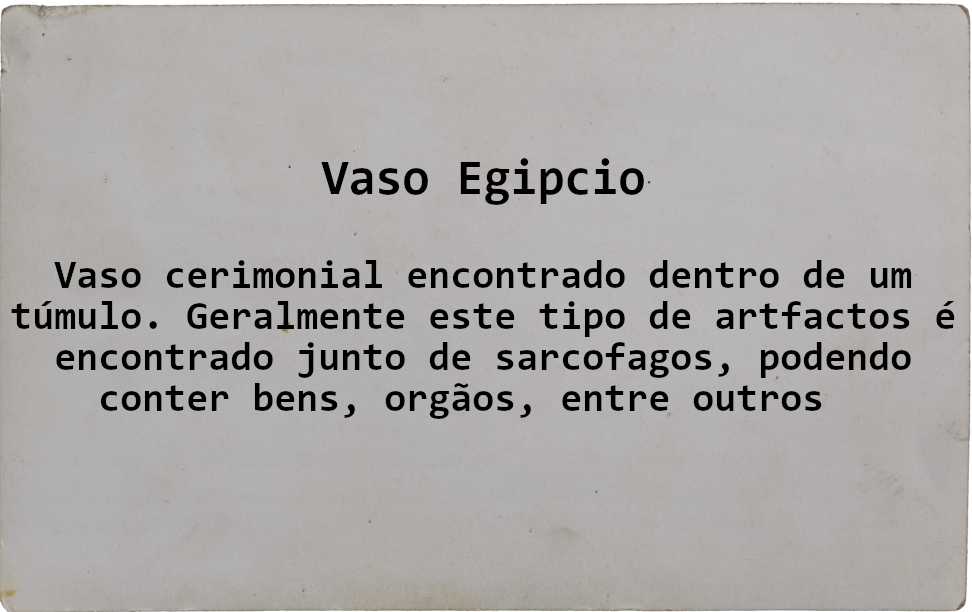 Vaso Egipcio
Vaso cerimonial encontrado dentro de um
túmulo. Geralmente este tipo de artfactos é
encontrado junto de sarcofagos, podendo
conter bens, orgãos, entre outros